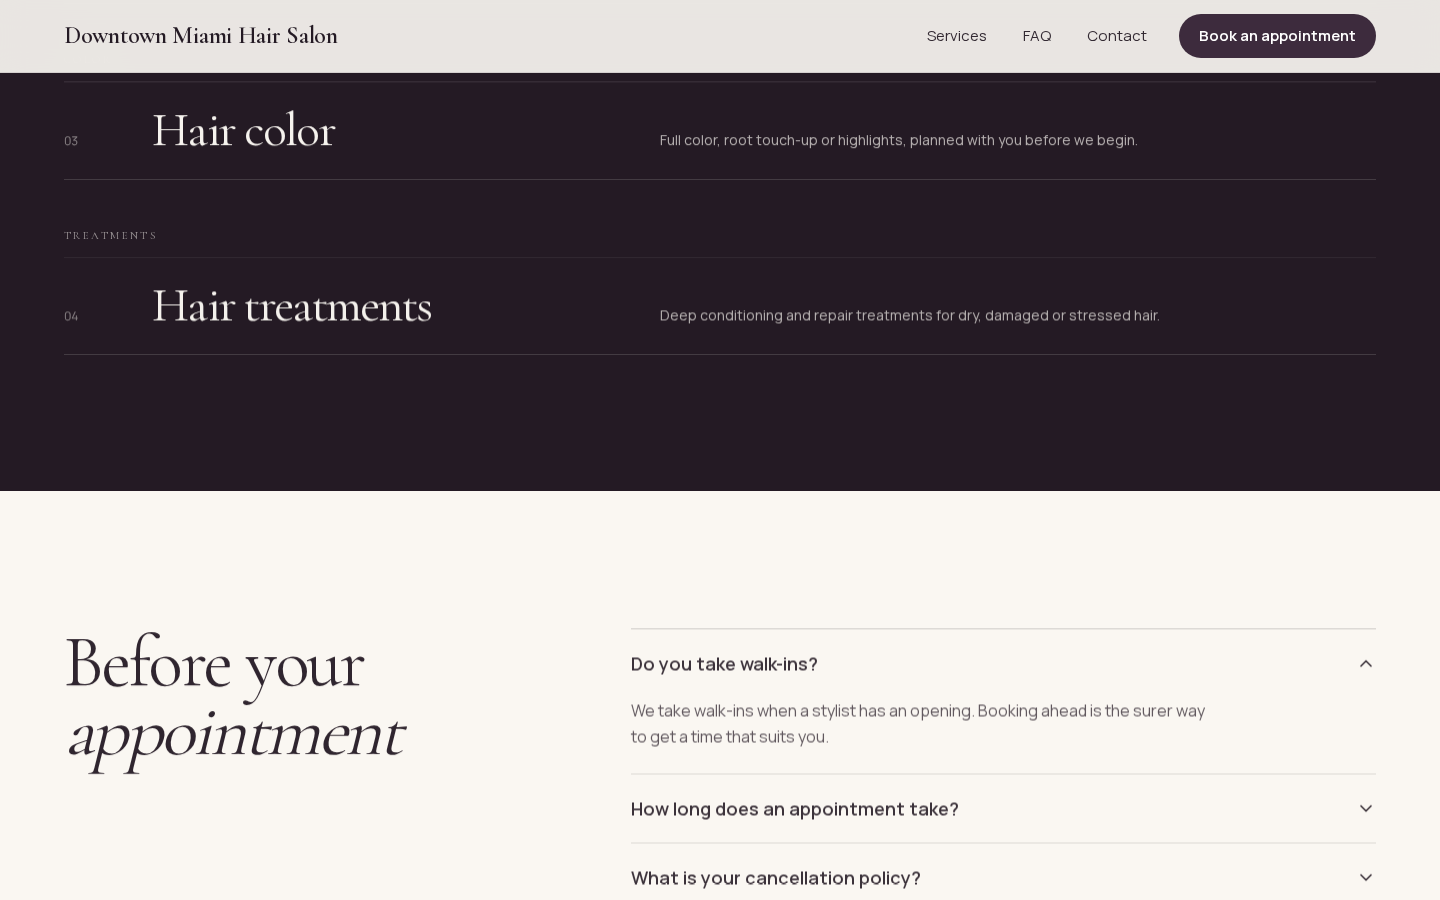 Downtown Miami Hair Salon
Services
FAQ
Contact
Book an appointment
03
Hair color
Full color, root touch-up or highlights, planned with you before we begin.
TREATMENTS
04
Hair treatments
Deep conditioning and repair treatments for dry, damaged or stressed hair.
Before your
appointment
Do you take walk-ins?
We take walk-ins when a stylist has an opening. Booking ahead is the surer way
to get a time that suits you.
How long does an appointment take?
What is your cancellation policy?